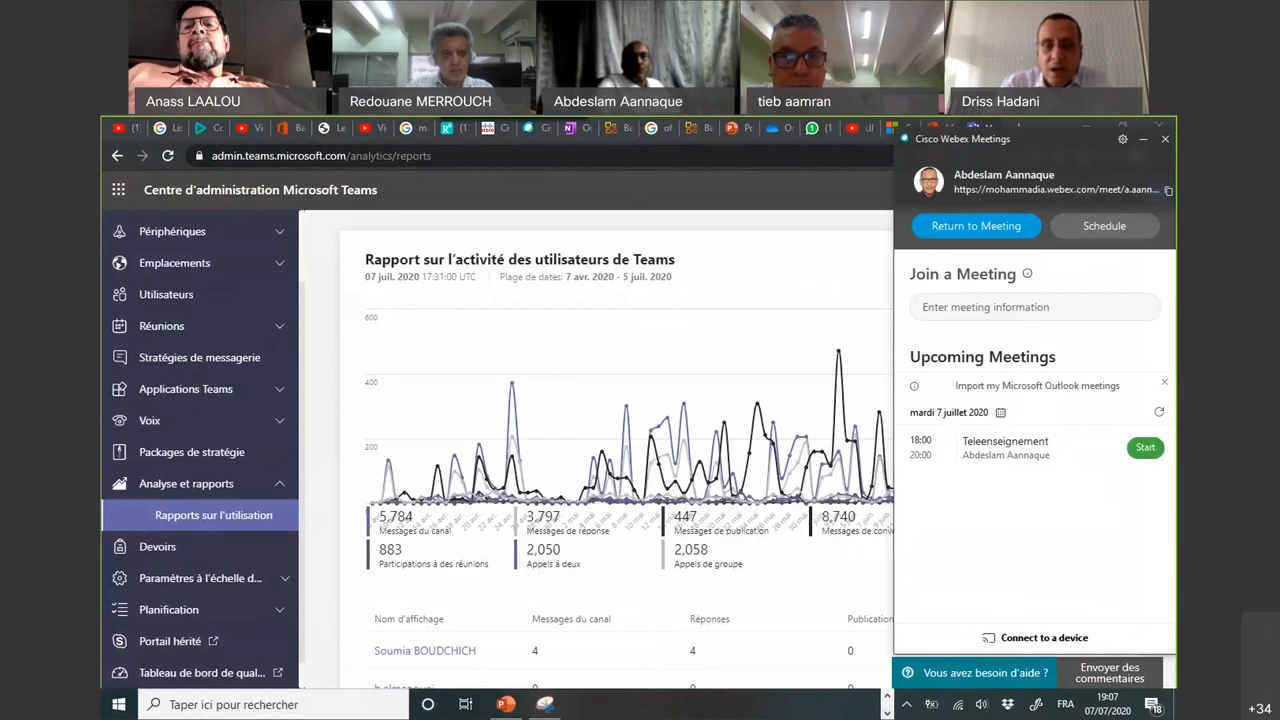 Anass LAALOU
Redouane MERROUCH
Abdeslam Aannaque
tieb aamran
Driss Hadani
admin.teams.microsoft.com/analytics/reports
Centre d'administration Microsoft Teams
Périphériques
Emplacements
Utilisateurs
Réunions
Stratégies de messagerie
Applications Teams
Voix
Packages de stratégie
Analyse et rapports
Rapports sur l'utilisation
Devoirs
Paramètres à l'échelle d...
Planification
Portail hérité
Tableau de bord de qual...
Rapport sur l'activité des utilisateurs de Teams
07 juil. 2020 17:31:00 UTC
Plage de dates: 7 avr. 2020 - 5 juil. 2020
600
400
200
5,784
Messages du canal
3,797
Messages de réponse
447
Messages de publication
8,740
Messages de conv
883
Participations à des réunions
2,050
Appels à deux
2,058
Appels de groupe
Nom d'affichage
Messages du canal
Réponses
Publication
Soumia BOUDCHICH
4
4
0
Cisco Webex Meetings
Abdeslam Aannaque
https://mohammadia.webex.com/meet/a.aann...
Return to Meeting
Schedule
Join a Meeting
Enter meeting information
Upcoming Meetings
Import my Microsoft Outlook meetings
mardi 7 juillet 2020
18:00
Teleenseignement
Start
20:00
Abdeslam Aannaque
Connect to a device
Vous avez besoin d'aide ?
Envoyer des
commentaires
Taper ici pour rechercher
FRA
19:07
07/07/2020
18
+34